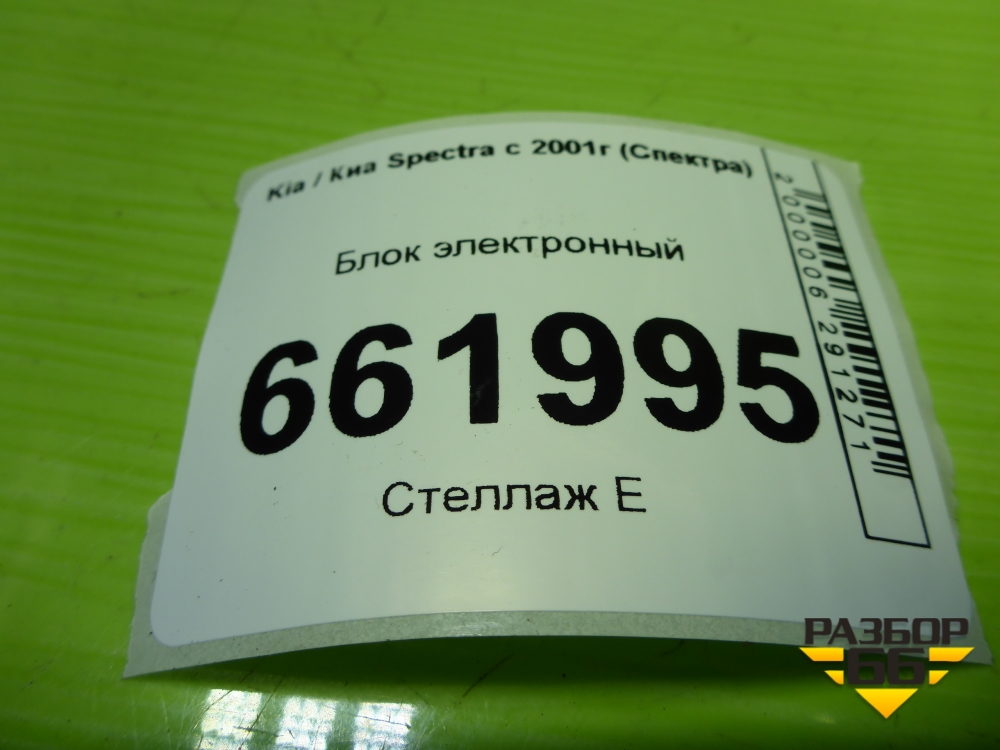 Kia / Киа Spectra с 2001г (Спектра)
Блок электронный
661995
Стеллаж Е
2000006291271
РАЗБОР
66